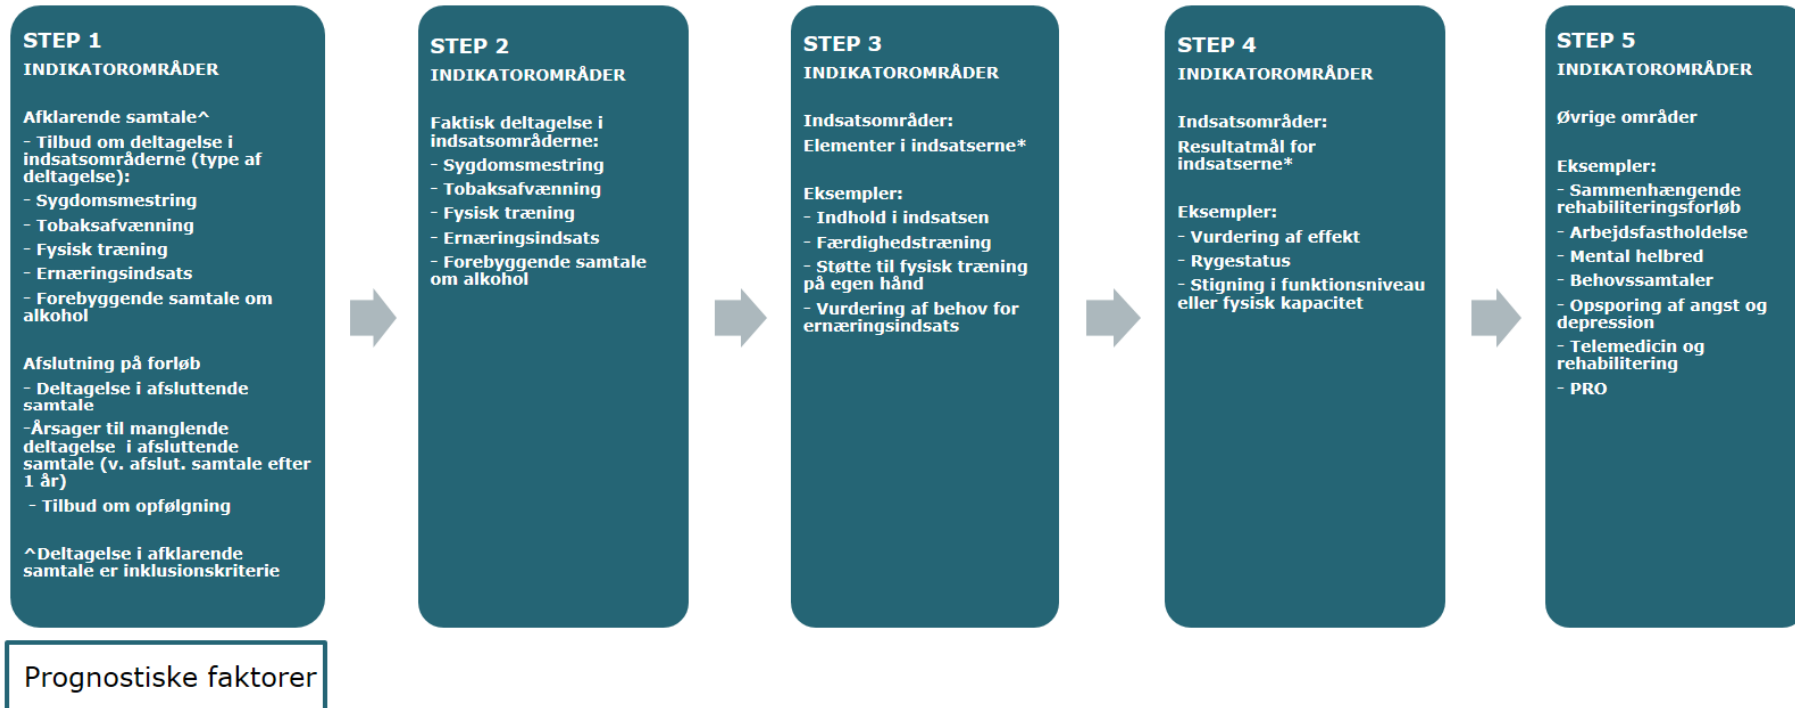 STEP 1
INDIKATOROMRÅDER
Afklarende samtale^
- Tilbud om deltagelse i
indsatsområderne (type af
deltagelse):
- Sygdomsmestring
- Tobaksafvænning
- Fysisk træning
- Ernæringsindsats
- Forebyggende samtale om
alkohol
Afslutning på forløb
- Deltagelse i afsluttende
samtale
-Årsager til manglende
deltagelse  i afsluttende
samtale (v. afslut. samtale efter
1 år)
- Tilbud om opfølgning
^Deltagelse i afklarende
samtale er inklusionskriterie
Prognostiske faktorer
STEP 2
INDIKATOROMRÅDER
Faktisk deltagelse i
indsatsområderne:
- Sygdomsmestring
- Tobaksafvænning
- Fysisk træning
- Ernæringsindsats
- Forebyggende samtale
om alkohol
STEP 3
INDIKATOROMRÅDER
Indsatsområder:
Elementer i indsatserne*
Eksempler:
- Indhold i indsatsen
- Færdighedstræning
- Støtte til fysisk træning
på egen hånd
- Vurdering af behov for
ernæringsindsats
STEP 4
INDIKATOROMRÅDER
Indsatsområder:
Resultatmål for
indsatserne*
Eksempler:
- Vurdering af effekt
- Rygestatus
- Stigning i funktionsniveau
eller fysisk kapacitet
STEP 5
INDIKATOROMRÅDER
Øvrige områder
Eksempler:
- Sammenhængende
rehabiliteringsforløb
- Arbejdsfastholdelse
- Mental helbred
- Behovssamtaler
- Opsporing af angst og
depression
- Telemedicin og
rehabilitering
- PRO